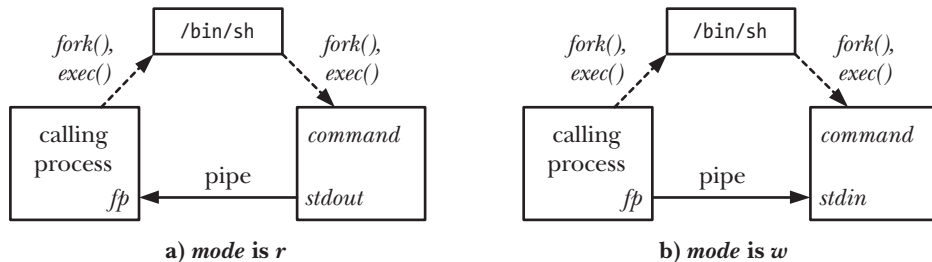 /bin/sh
fork(),
exec()
fork(),
exec()
calling
process
fp
pipe
command
stdout
a) mode is r
/bin/sh
fork(),
exec()
fork(),
exec()
calling
process
fp
pipe
command
stdin
b) mode is w